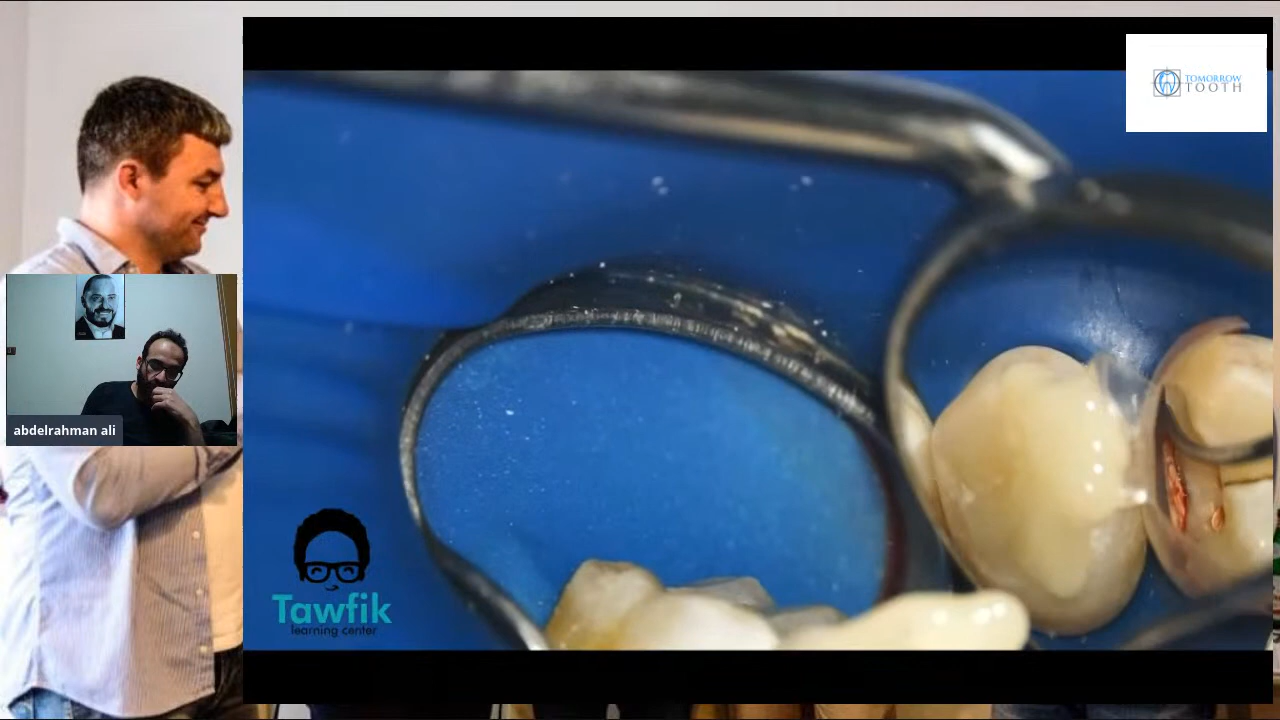 TOMORROW
TOOTH
abdelrahman ali
Tawfik
learning center